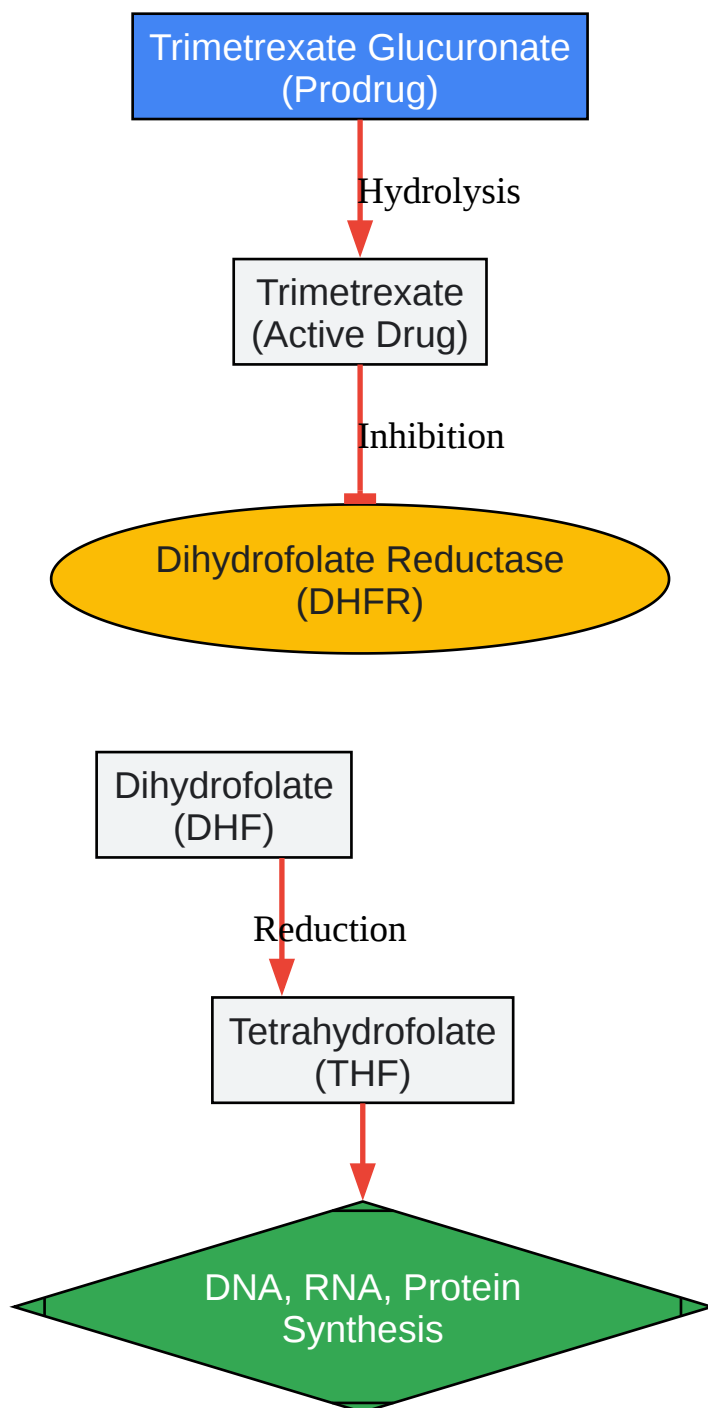 Trimetrexate Glucuronate
(Prodrug)
Hydrolysis
Trimetrexate
(Active Drug)
Inhibition
Dihydrofolate Reductase
(DHFR)
Dihydrofolate
(DHF)
Reduction
Tetrahydrofolate
(THF)
DNA, RNA, Protein
Synthesis